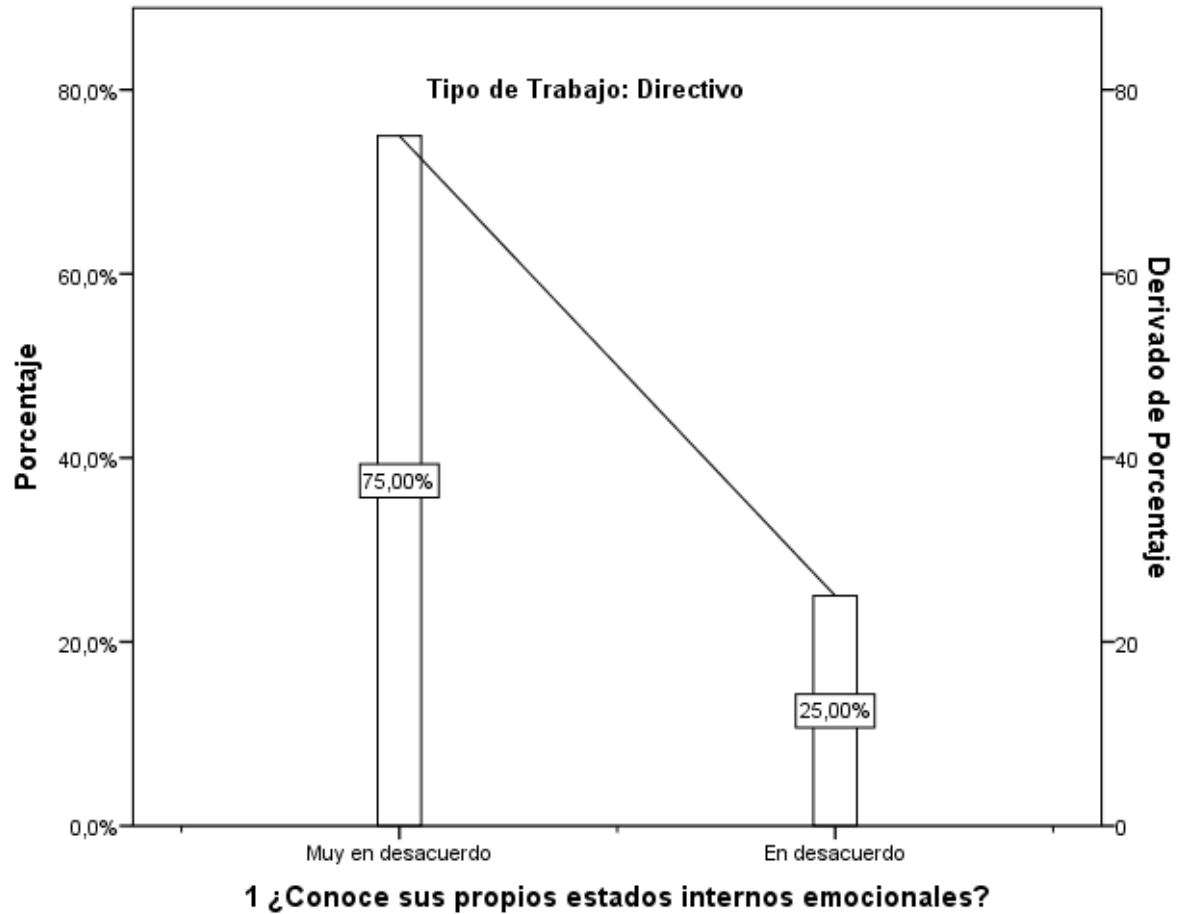 Tipo de Trabajo: Directivo
80,0%
60,0%
40,0%
20,0%
0,0%
Porcentaje
75,00%
25,00%
80
60
40
20
0
Derivado de Porcentaje
Muy en desacuerdo
En desacuerdo
1 ¿Conoce sus propios estados internos emocionales?